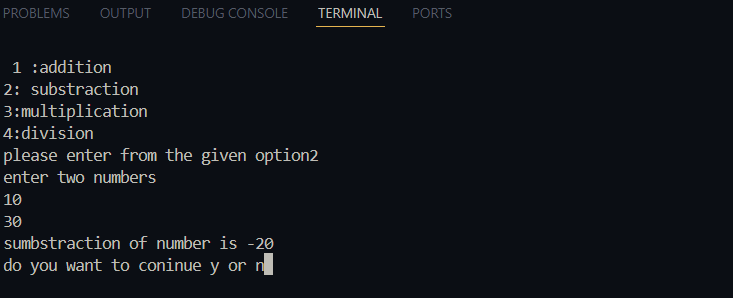 PROBLEMS OUTPUT DEBUG CONSOLE TERMINAL PORTS
1 :addition
2: substraction
3:multiplication
4:division
please enter from the given option2
enter two numbers
10
30
sumbstraction of number is -20
do you want to coninue y or n